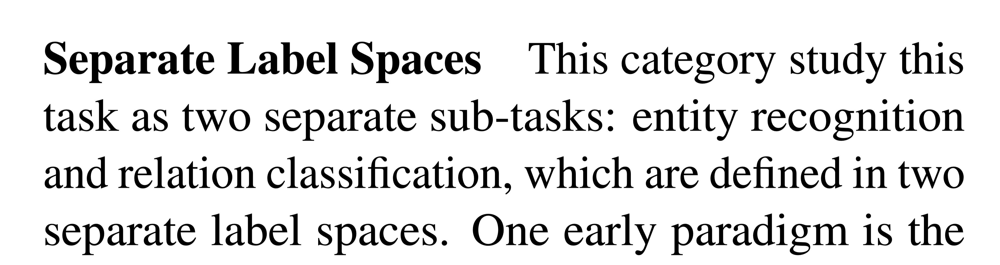 Separate Label Spaces This category study this
task as two separate sub-tasks: entity recognition
and relation classification, which are defined in two
separate label spaces. One early paradigm is the